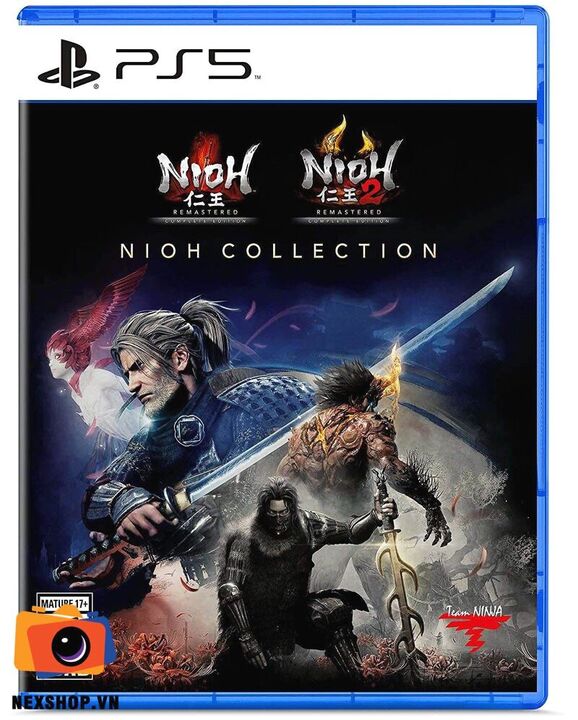 PS5
NIOH
仁王
REMASTERED
COMPLETE EDITION
NIOH
仁王2
REMASTERED
COMPLETE EDITION
NIOH COLLECTION
MATURE 17+
Team NINJA
NEXSHOP.VN